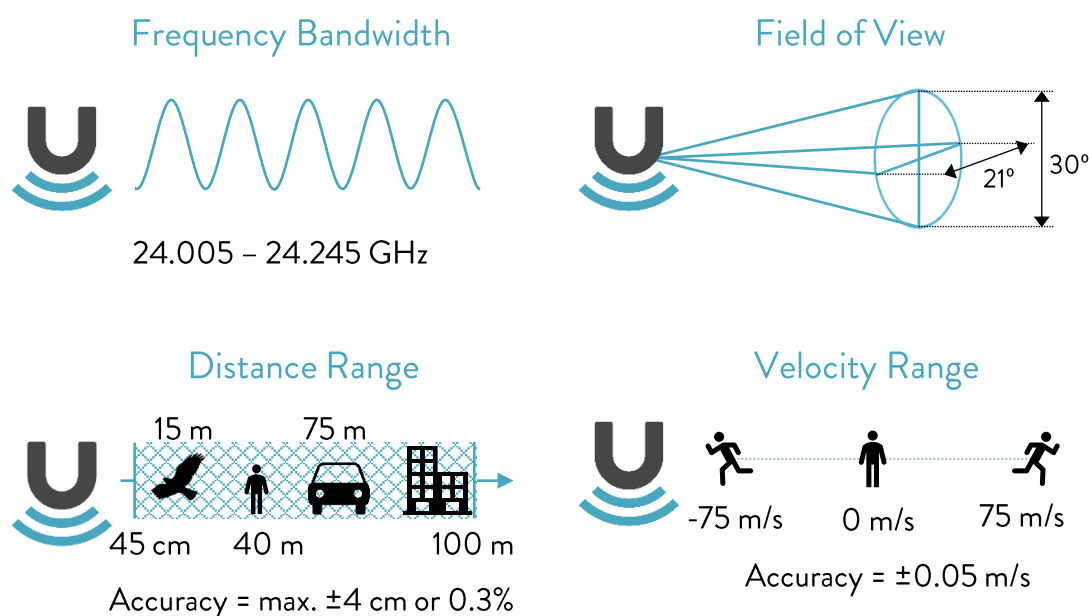 Frequency Bandwidth
24.005 – 24.245 GHz
Field of View
30º
21º
Distance Range
15 m
75 m
45 cm
40 m
100 m
Accuracy = max. ±4 cm or 0.3%
Velocity Range
-75 m/s
0 m/s
75 m/s
Accuracy = ±0.05 m/s